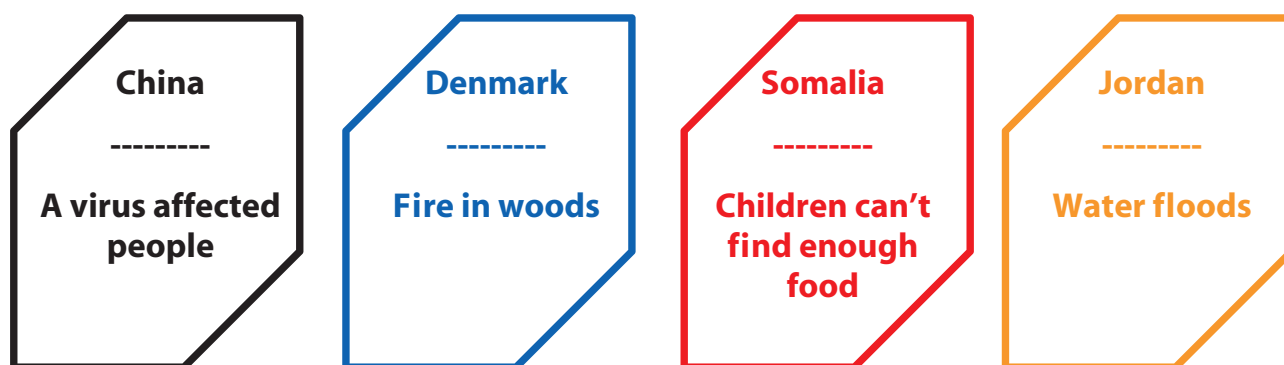 China
---------
A virus affected
people
Denmark
---------
Fire in woods
Somalia
---------
Children can’t
find enough
food
Jordan
---------
Water floods